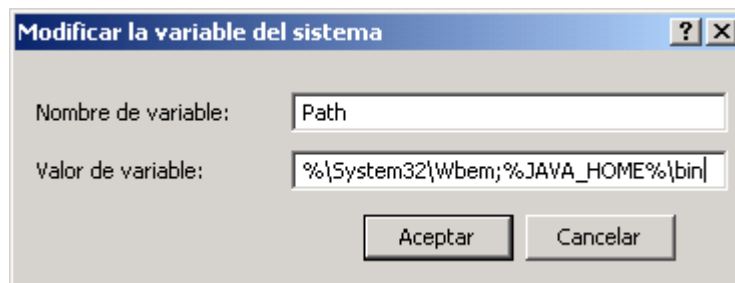 Modificar la variable del sistema
Nombre de variable: Path
Valor de variable: %\System32\Wbem;%JAVA_HOME%\bin
Aceptar Cancelar